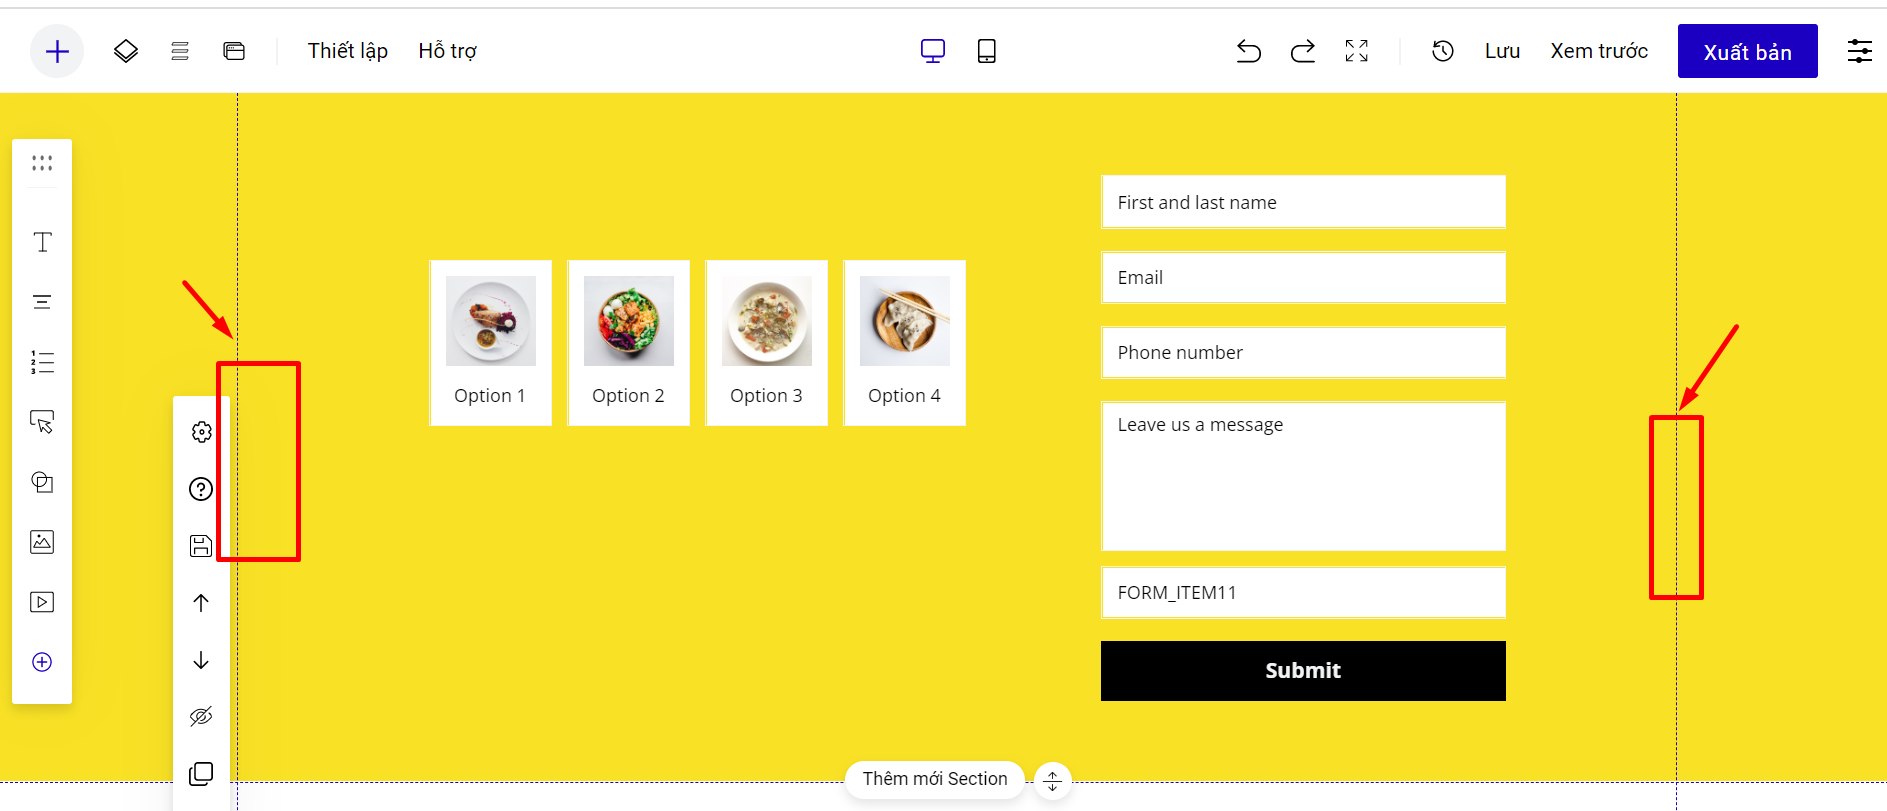 Thiết lập
Hỗ trợ
Lưu
Xem trước
Xuất bản
First and last name
Email
Option 1
Option 2
Option 3
Option 4
Phone number
Leave us a message
FORM_ITEM11
Submit
Thêm mới Section